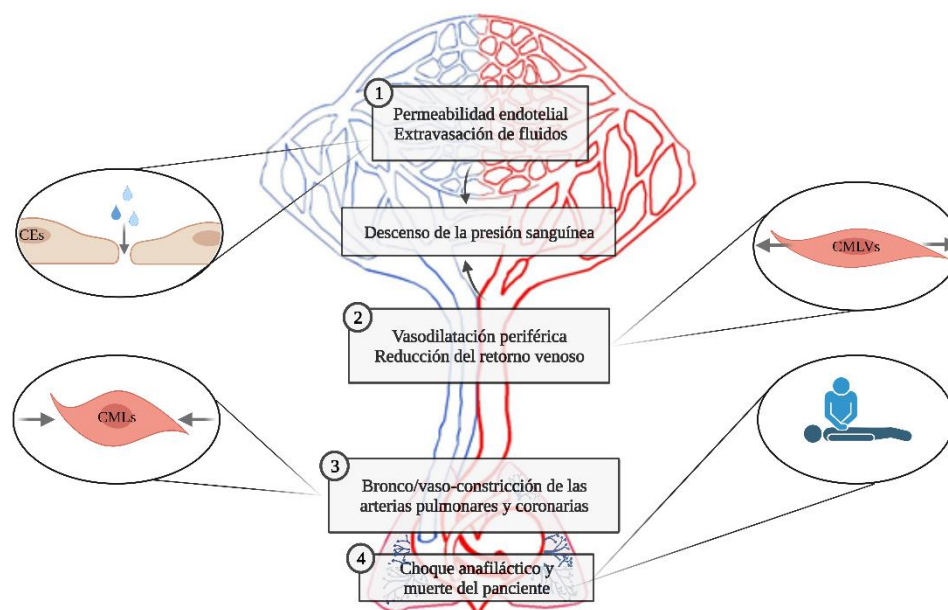 1
Permeabilidad endotelial
Extravasación de fluidos
CEs
Descenso de la presión sanguínea
CMLVs
2
Vasodilatación periférica
Reducción del retorno venoso
CMLs
3
Bronco/vaso-constricción de las
arterias pulmonares y coronarias
4
Choque anafiláctico y
muerte del panciente